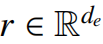 r ∈ ℝ^{d_e}